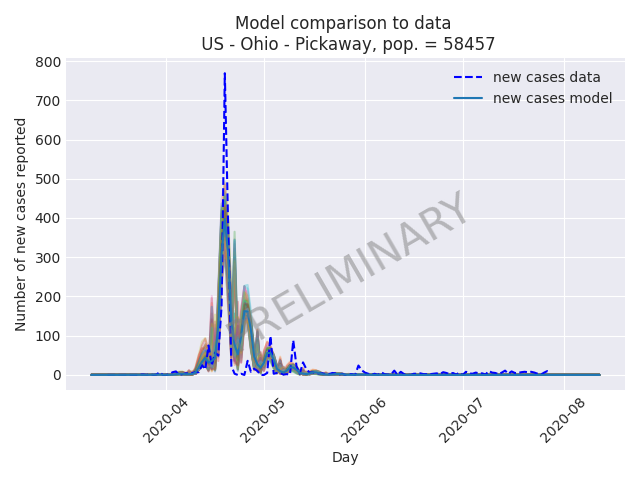 Model comparison to data
US - Ohio - Pickaway, pop. = 58457
800
700
600
500
400
300
200
100
0
Number of new cases reported
new cases data
new cases model
PRELIMINARY
2020-04
2020-05
2020-06
2020-07
2020-08
Day